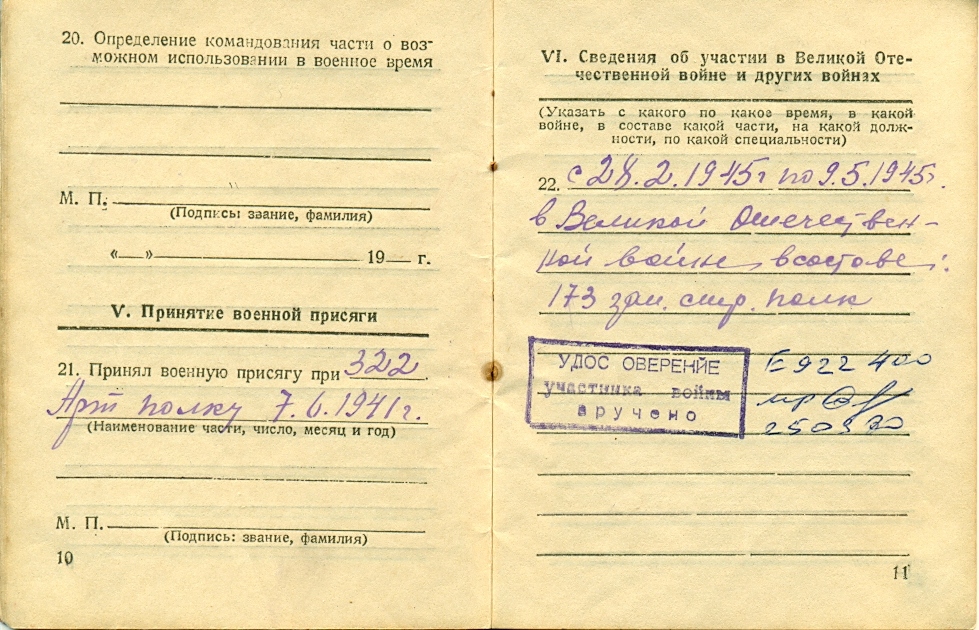 20. Определение командования части о воз-
можном использовании в военное время
М. П.
(Подписы звание, фамилия)
«— —» 19 — г.
V. Принятие военной присяги
21. Принял военную присягу при 322
Арт полку 7.6.1941 г.
(Наименование части, число, месяц и год)
М. П.
(Подпись: звание, фамилия)
10
VI. Сведения об участии в Великой Оте-
чественной войне и других войнах
(Указать с какого по какое время, в какой
войне, в составе какой части, на какой долж-
ности, по какой специальности)
22. с 28.2.1945 г по 9.5.1945 г.
в Великой Отечествен-
ной войне в составе
173 зап. стр. полк
УДОС ОВЕРЕНИЕ
участника войны
вручено
Е 922 400
250380
11